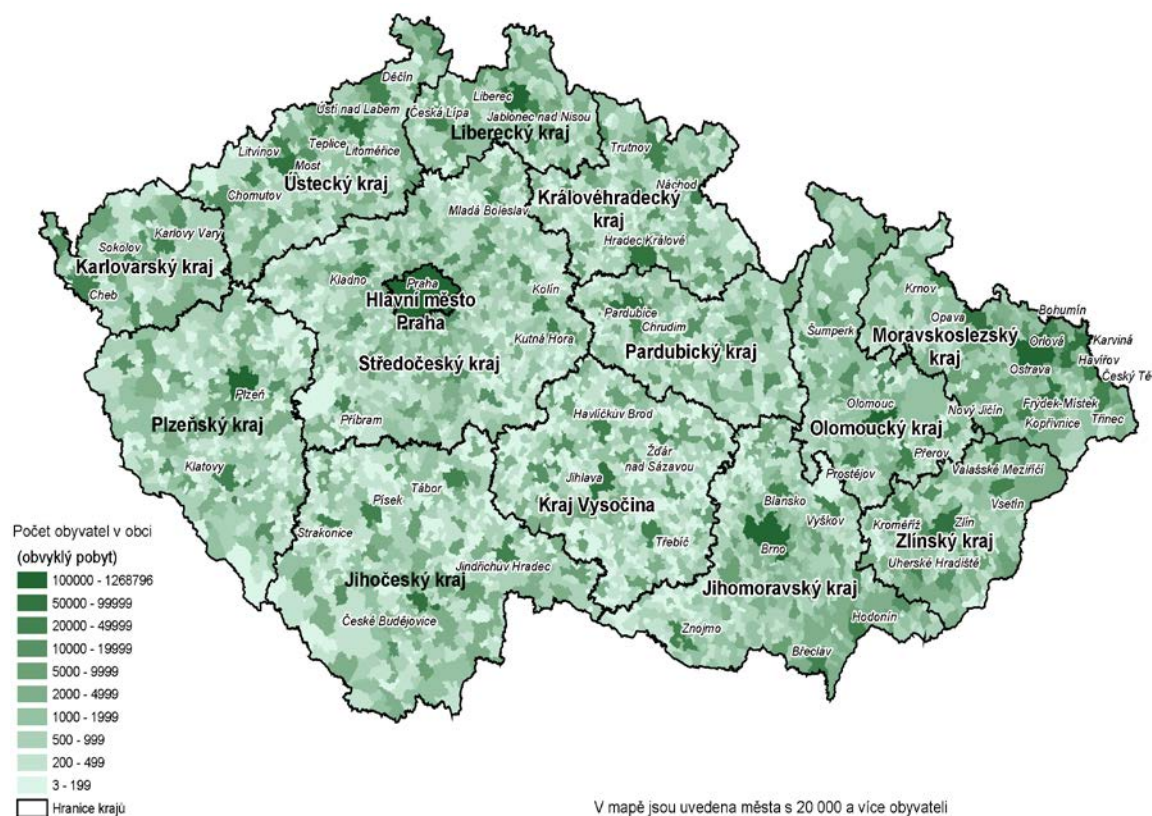 Děčín
Liberec
Ústí nad Labem
Česká Lípa
Jablonec nad Nisou
Liberecký kraj
Teplice
Litoměřice
Litvínov
Most
Ústecký kraj
Chomutov
Trutnov
Náchod
Královéhradecký
kraj
Hradec Králové
Mladá Boleslav
Sokolov
Karlovy Vary
Karlovarský kraj
Cheb
Kladno
Praha
Hlavní město
Praha
Kolín
Kutná Hora
Středočeský kraj
Příbram
Pardubice
Chrudim
Pardubický kraj
Šumperk
Krnov
Opava
Bohumín
Moravskoslezský
kraj
Orlová
Karviná
Havířov
Ostrava
Český Tě
Frýdek-Místek
Třinec
Kopřivnice
Nový Jičín
Olomouc
Olomoucký kraj
Přerov
Prostějov
Valašské Meziříčí
Vsetín
Plzeň
Plzeňský kraj
Klatovy
Havlíčkův Brod
Žďár
nad Sázavou
Jihlava
Kraj Vysočina
Třebíč
Tábor
Písek
Strakonice
Jindřichův Hradec
Jihočeský kraj
České Budějovice
Blansko
Vyškov
Brno
Jihomoravský kraj
Znojmo
Hodonín
Břeclav
Kroměříž
Zlín
Zlínský kraj
Uherské Hradiště
Počet obyvatel v obci
(obvyklý pobyt)
100000 - 1268796
50000 - 99999
20000 - 49999
10000 - 19999
5000 - 9999
2000 - 4999
1000 - 1999
500 - 999
200 - 499
3 - 199
Hranice krajů
V mapě jsou uvedena města s 20 000 a více obyvateli